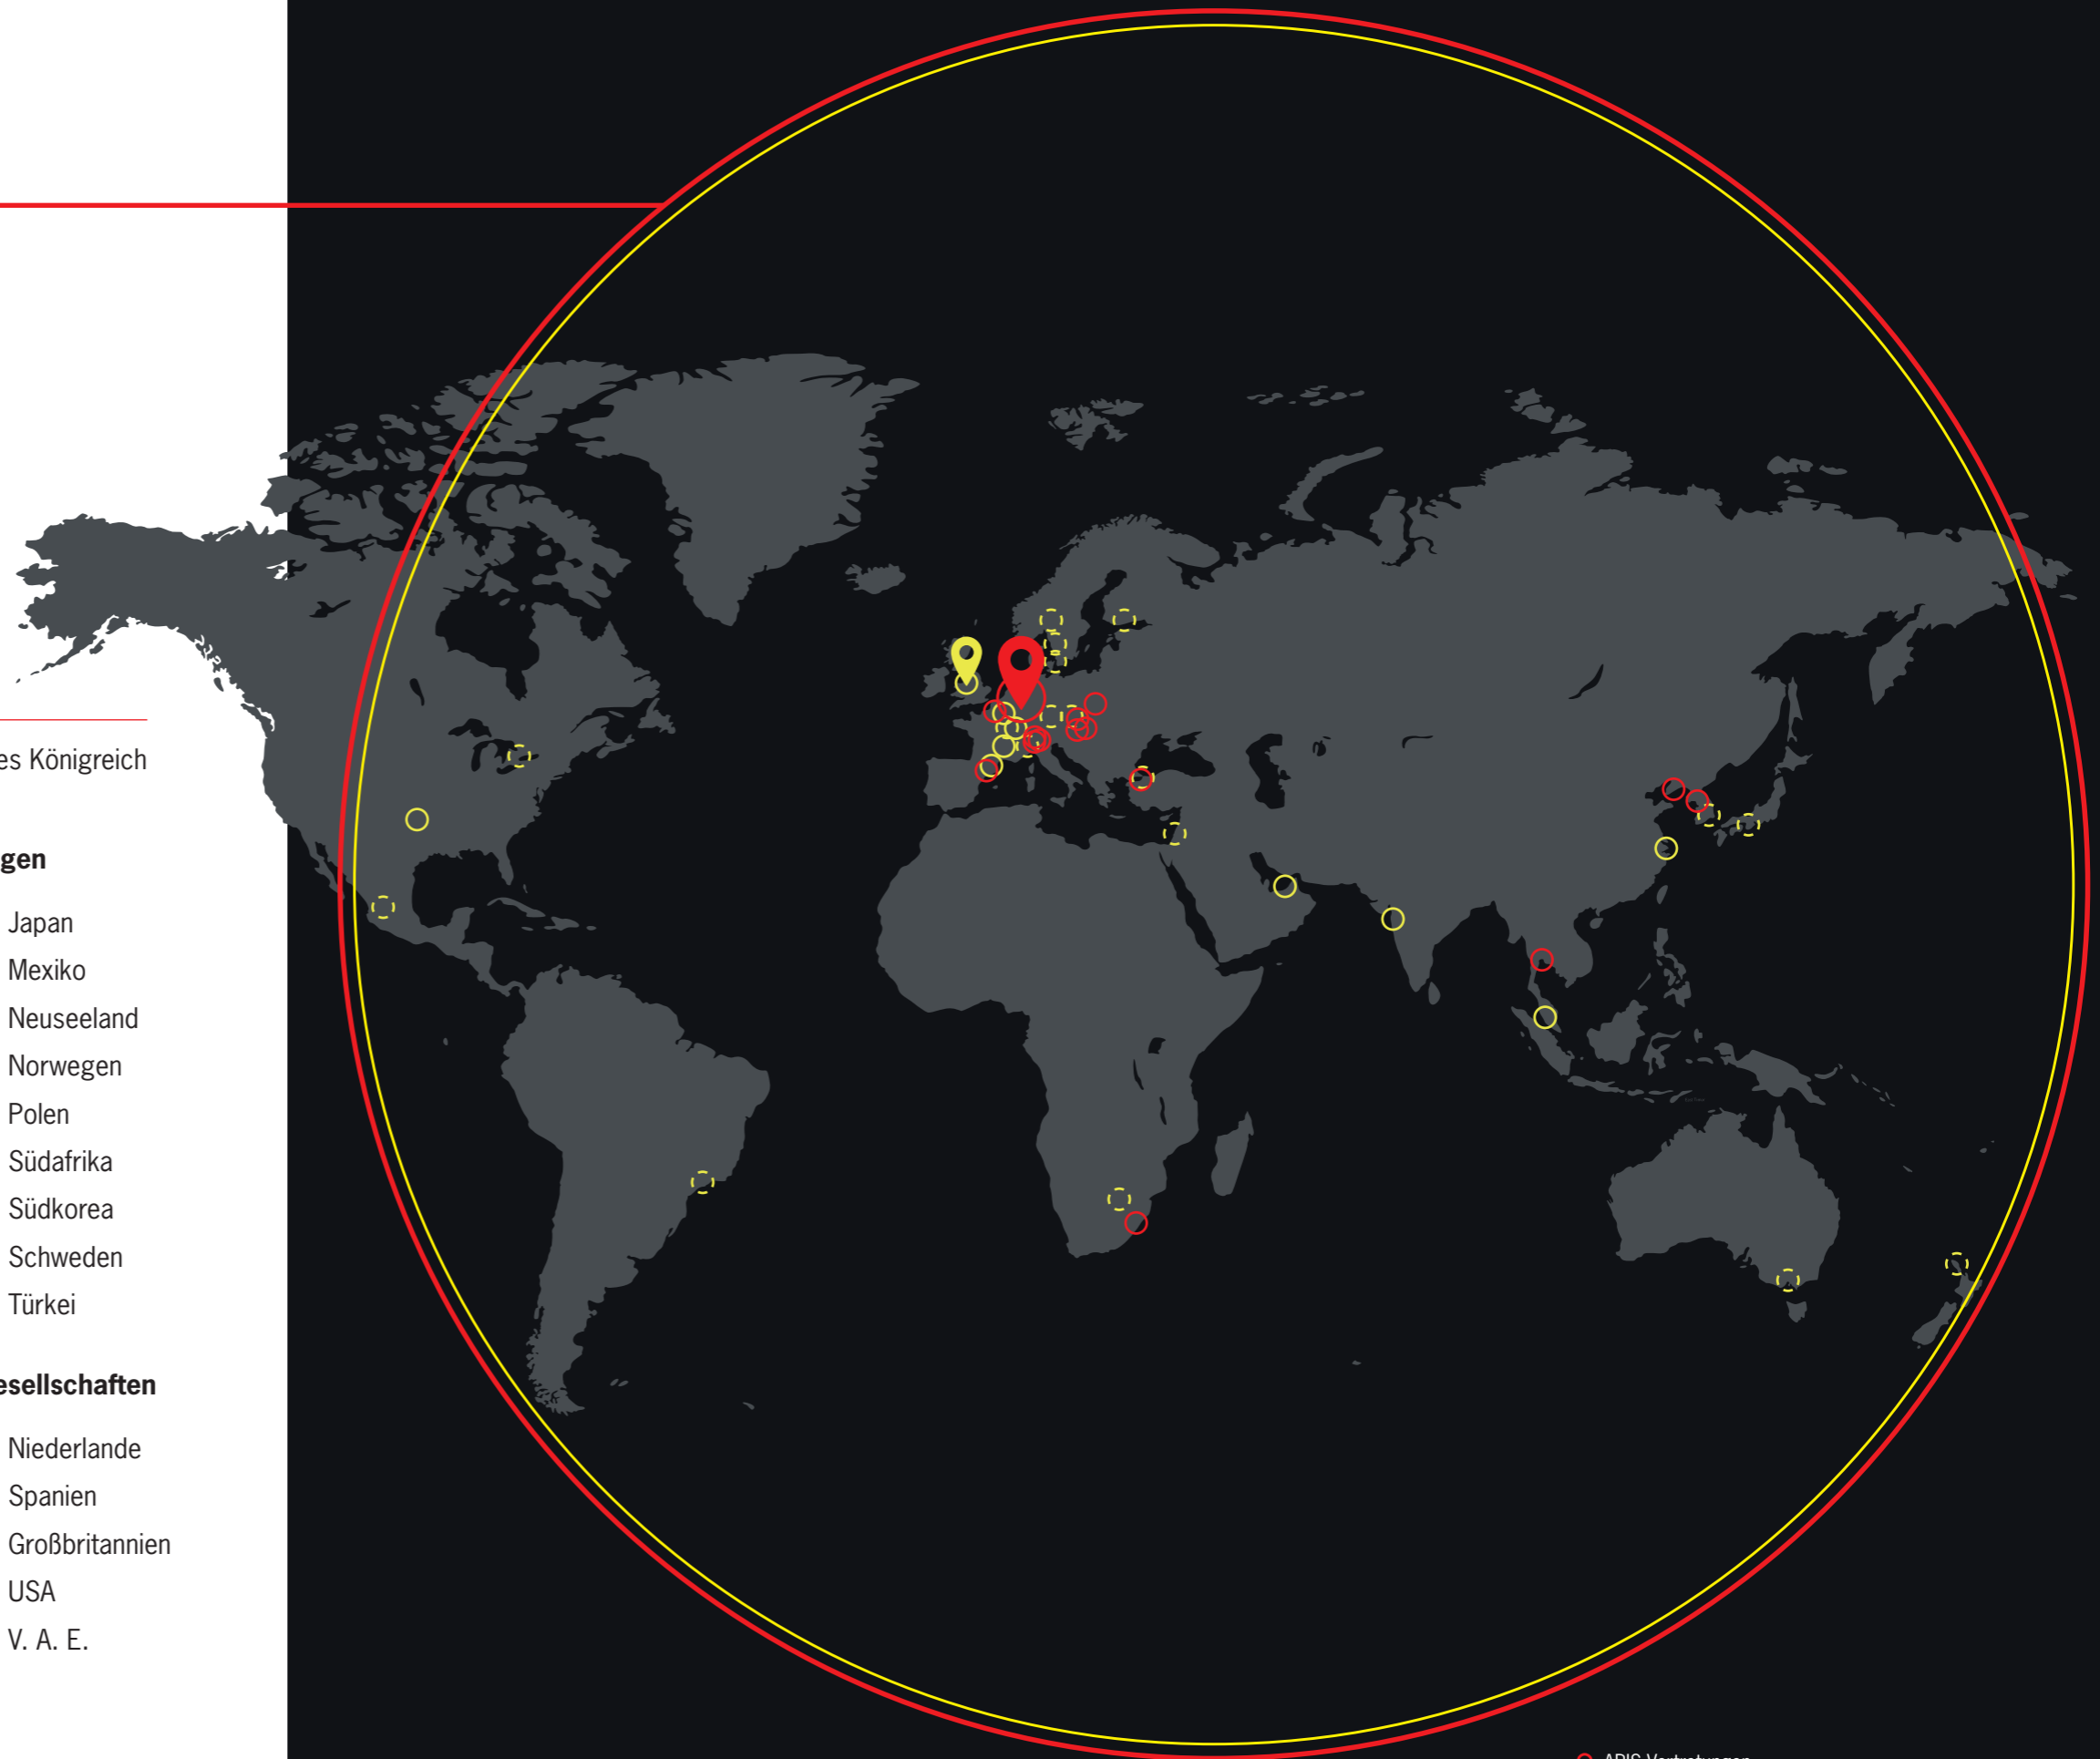 es Königreich
gen
Japan
Mexiko
Neuseeland
Norwegen
Polen
Südafrika
Südkorea
Schweden
Türkei
esellschaften
Niederlande
Spanien
Großbritannien
USA
V. A. E.